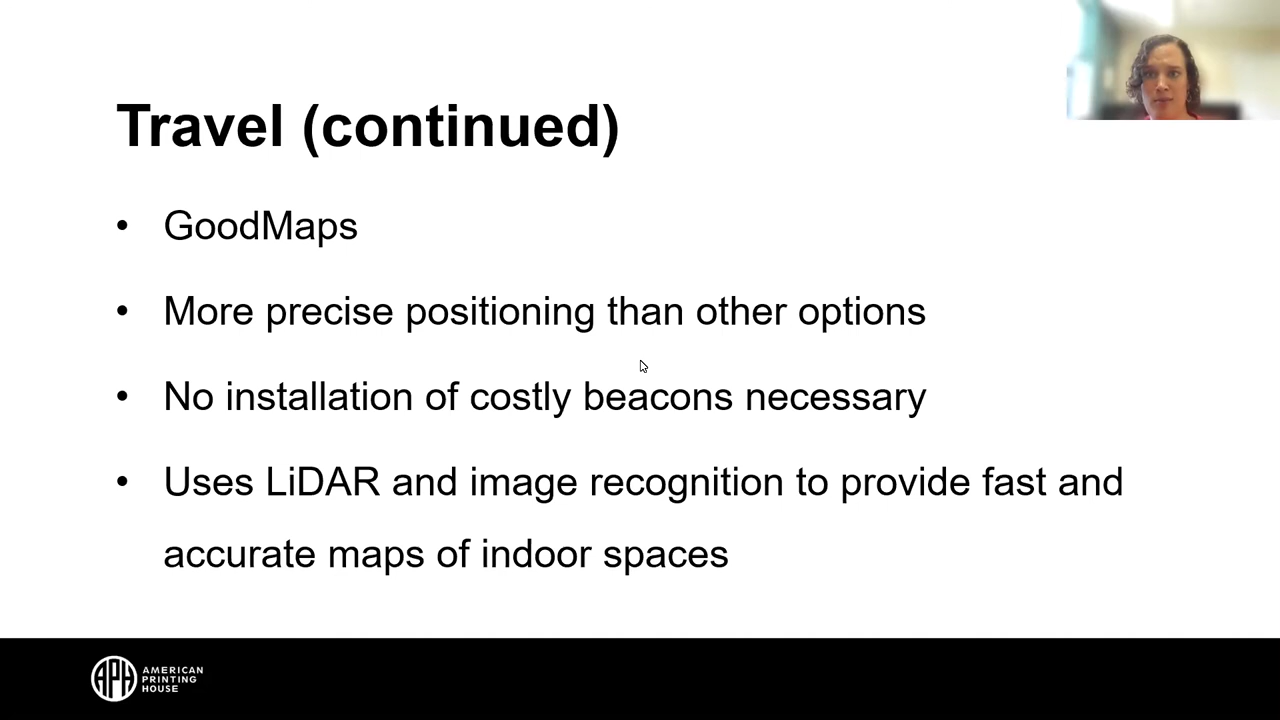 Travel (continued)
• GoodMaps
• More precise positioning than other options
• No installation of costly beacons necessary
• Uses LiDAR and image recognition to provide fast and
accurate maps of indoor spaces
APH
AMERICAN
PRINTING
HOUSE